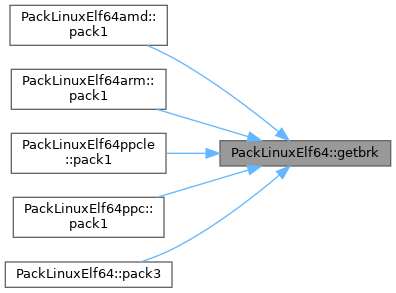 PackLinuxElf64amd::
pack1
PackLinuxElf64arm::
pack1
PackLinuxElf64ppcle
::pack1
PackLinuxElf64::getbrk
PackLinuxElf64ppc::
pack1
PackLinuxElf64::pack3